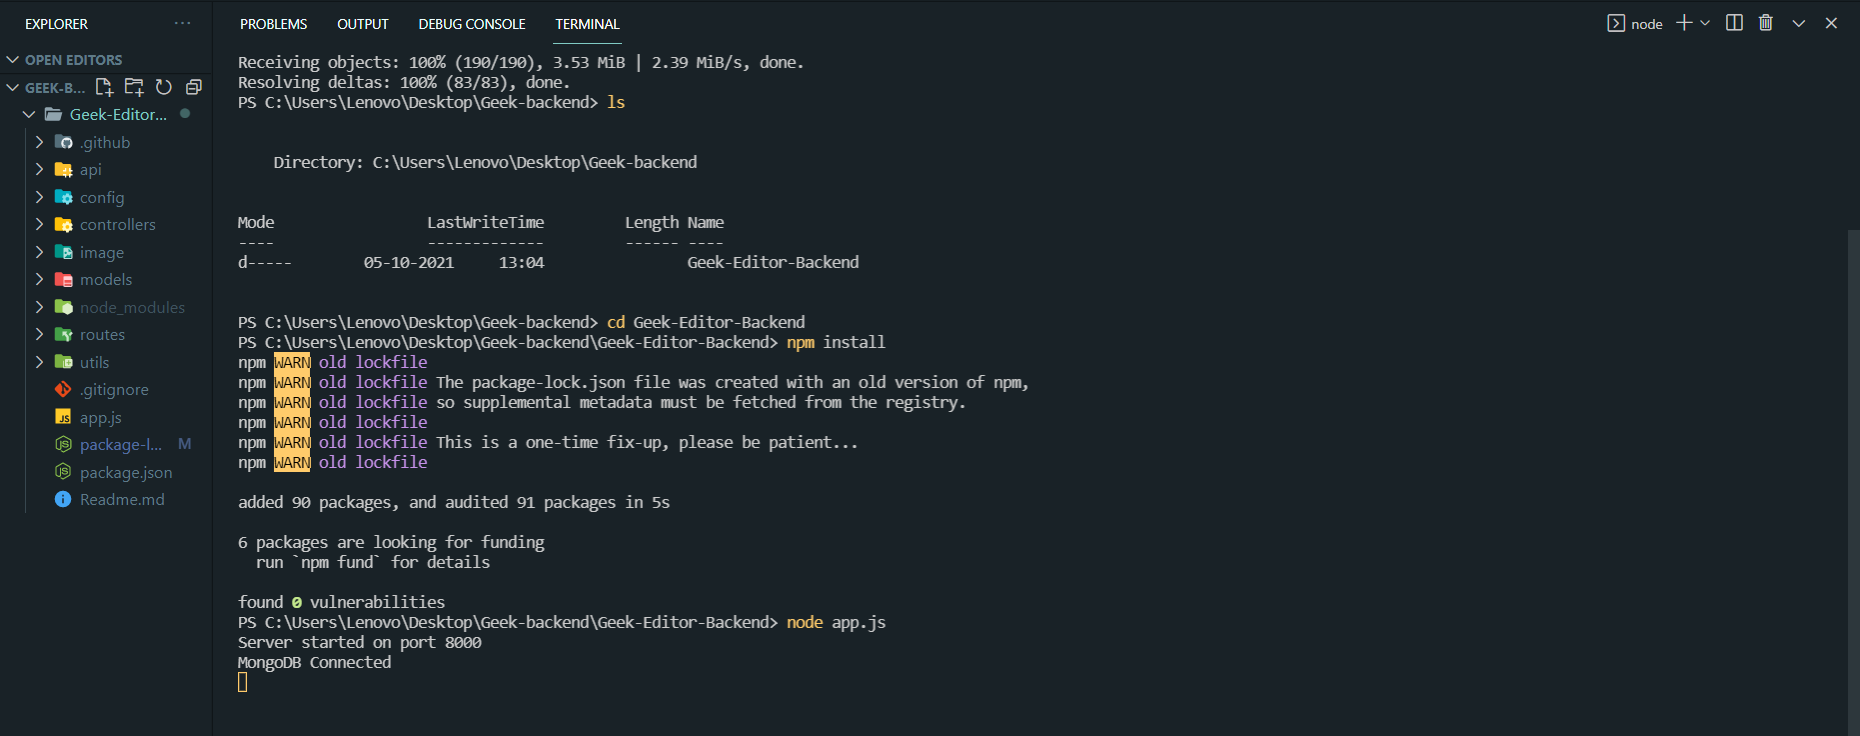 EXPLORER ...
OPEN EDITORS
GEEK-B...
Geek-Editor...
.github
api
config
controllers
image
models
node_modules
routes
utils
.gitignore
app.js
package-l... M
package.json
Readme.md
PROBLEMS OUTPUT DEBUG CONSOLE TERMINAL
node
Receiving objects: 100% (190/190), 3.53 MiB | 2.39 MiB/s, done.
Resolving deltas: 100% (83/83), done.
PS C:\Users\Lenovo\Desktop\Geek-backend> ls
Directory: C:\Users\Lenovo\Desktop\Geek-backend
Mode LastWriteTime Length Name
---- ------------- ------ ----
d----- 05-10-2021 13:04 Geek-Editor-Backend
PS C:\Users\Lenovo\Desktop\Geek-backend> cd Geek-Editor-Backend
PS C:\Users\Lenovo\Desktop\Geek-backend\Geek-Editor-Backend> npm install
npm WARN old lockfile
npm WARN old lockfile The package-lock.json file was created with an old version of npm,
npm WARN old lockfile so supplemental metadata must be fetched from the registry.
npm WARN old lockfile
npm WARN old lockfile This is a one-time fix-up, please be patient...
npm WARN old lockfile
added 90 packages, and audited 91 packages in 5s
6 packages are looking for funding
run `npm fund` for details
found 0 vulnerabilities
PS C:\Users\Lenovo\Desktop\Geek-backend\Geek-Editor-Backend> node app.js
Server started on port 8000
MongoDB Connected